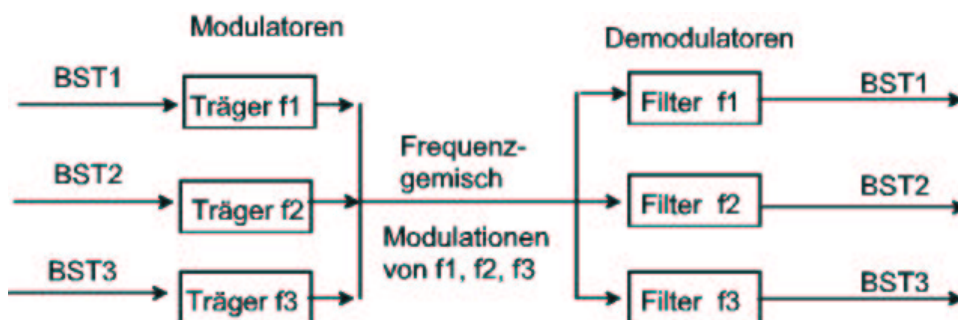 Modulatoren
Demodulatoren
BST1
Träger f1
Filter f1
BST1
BST2
Träger f2
Frequenz-
gemisch
Filter f2
BST2
Modulationen
von f1, f2, f3
BST3
Träger f3
Filter f3
BST3